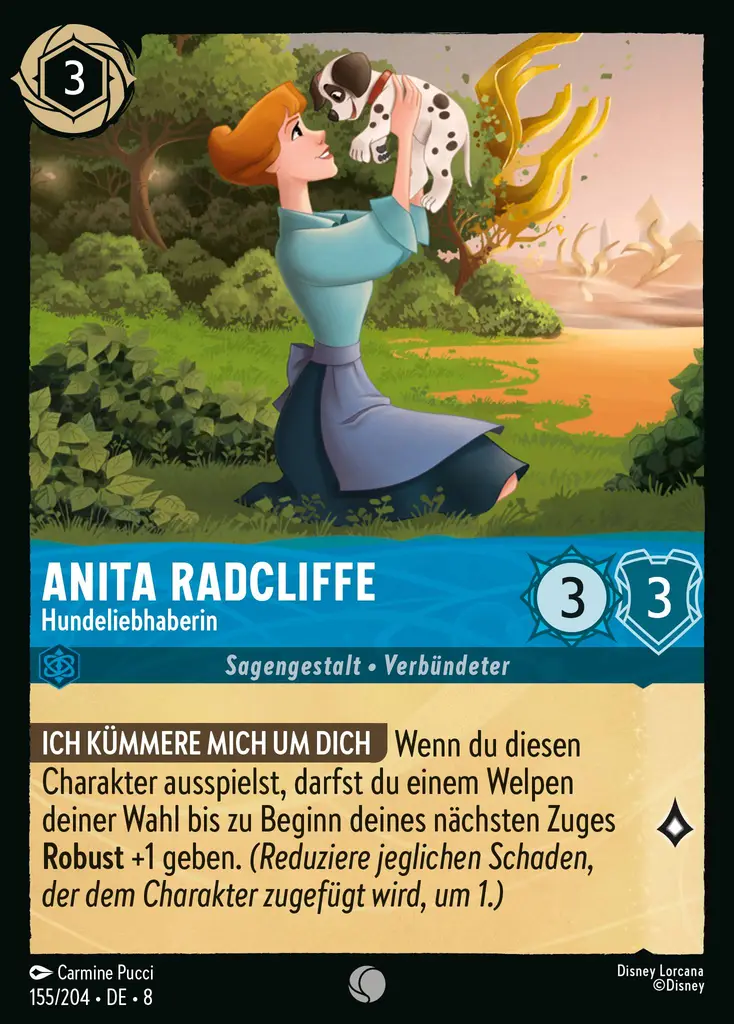 3
ANITA RADCLIFFE
Hundeliebhaberin
3
3
Sagengestalt • Verbündeter
ICH KÜMMERE MICH UM DICH Wenn du diesen
Charakter ausspielst, darfst du einem Welpen
deiner Wahl bis zu Beginn deines nächsten Zuges
Robust +1 geben. (Reduziere jeglichen Schaden,
der dem Charakter zugefügt wird, um 1.)
Carmine Pucci
155/204 • DE • 8
Disney Lorcana
©Disney